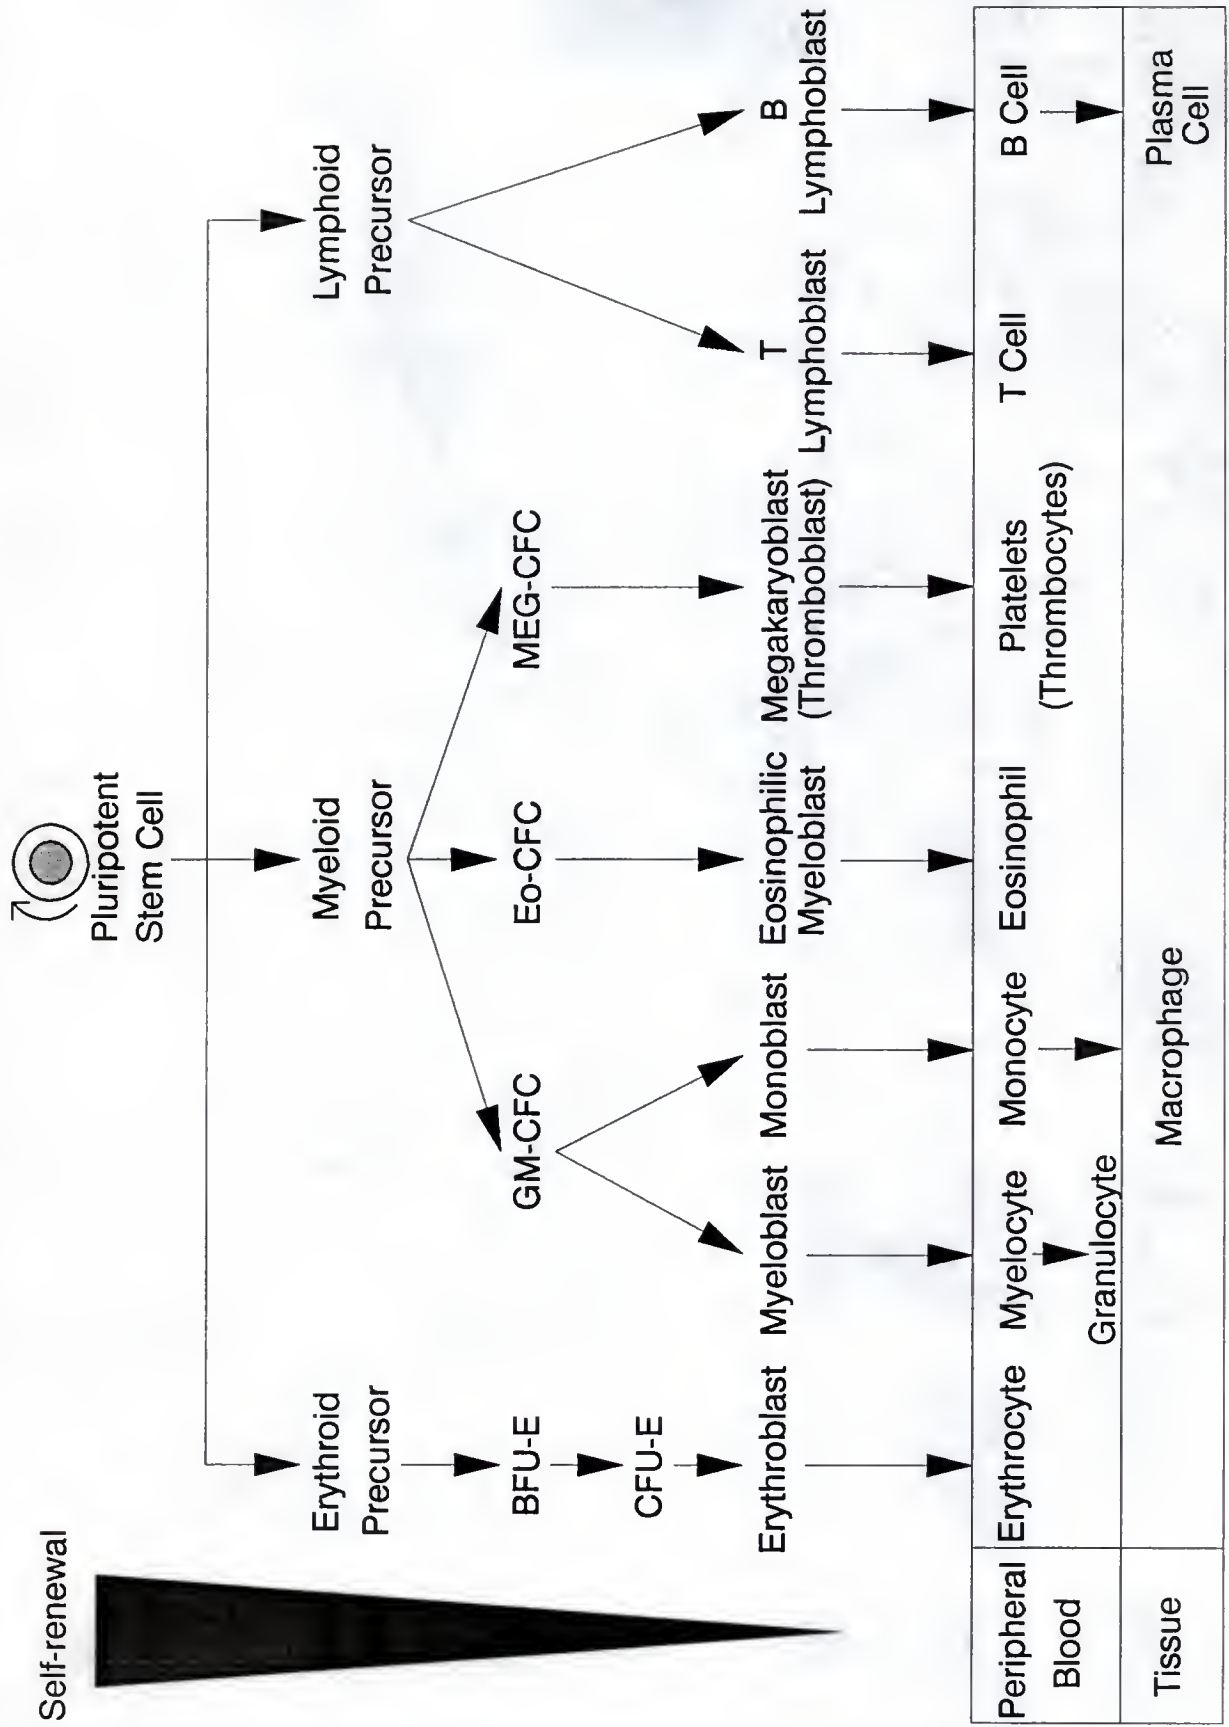 Self-renewal
Pluripotent
Stem Cell
Erythroid
Precursor
Myeloid
Precursor
Lymphoid
Precursor
BFU-E
GM-CFC
Eo-CFC
MEG-CFC
CFU-E
Erythroblast
Myeloblast
Monoblast
Eosinophilic
Myeloblast
Megakaryoblast
(Thromboblast)
T
Lymphoblast
B
Lymphoblast
Peripheral
Blood
Erythrocyte
Myelocyte
Granulocyte
Monocyte
Eosinophil
Platelets
(Thrombocytes)
T Cell
B Cell
Tissue
Macrophage
Plasma
Cell